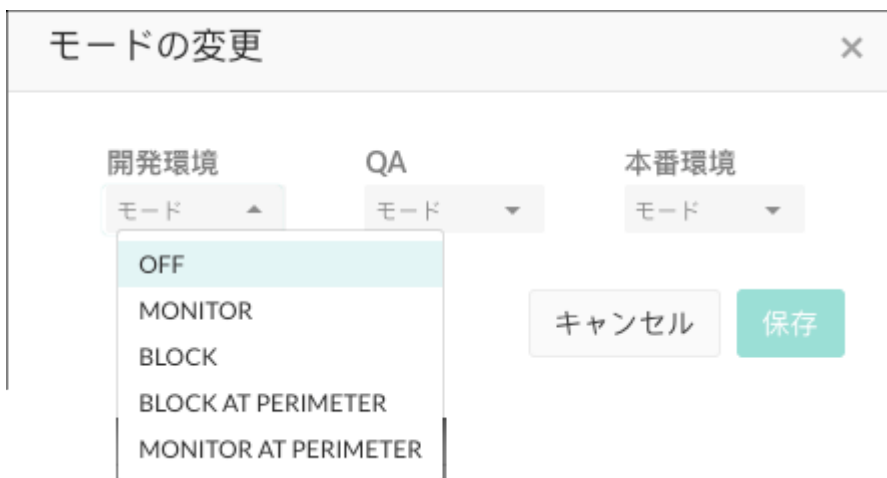 モードの変更
開発環境 QA 本番環境
モード モード モード
OFF
MONITOR
BLOCK
BLOCK AT PERIMETER
MONITOR AT PERIMETER
キャンセル 保存